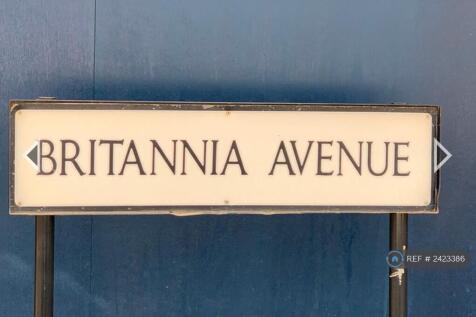 BRITANNIA AVENUE
REF # 2423386